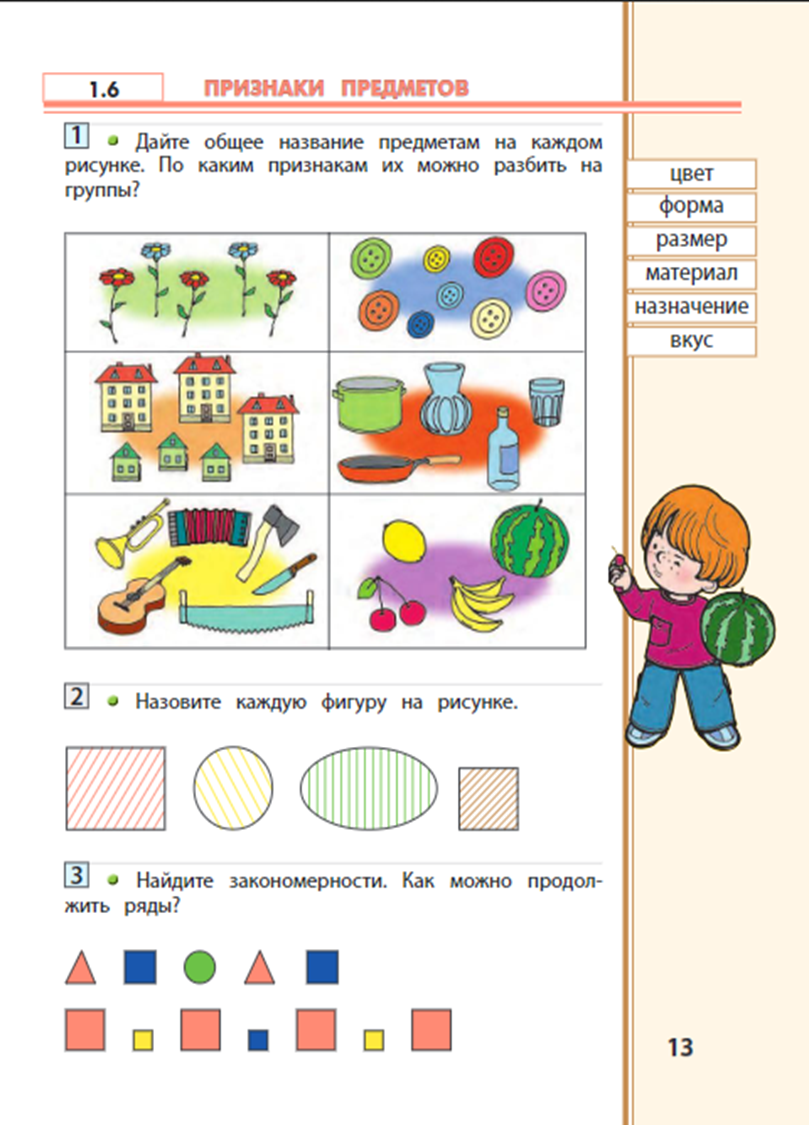 1.6 ПРИЗНАКИ ПРЕДМЕТОВ
1 Дайте общее название предметам на каждом
рисунке. По каким признакам их можно разбить на
группы?
цвет
форма
размер
материал
назначение
вкус
2 Назовите каждую фигуру на рисунке.
3 Найдите закономерности. Как можно продол-
жить ряды?
13